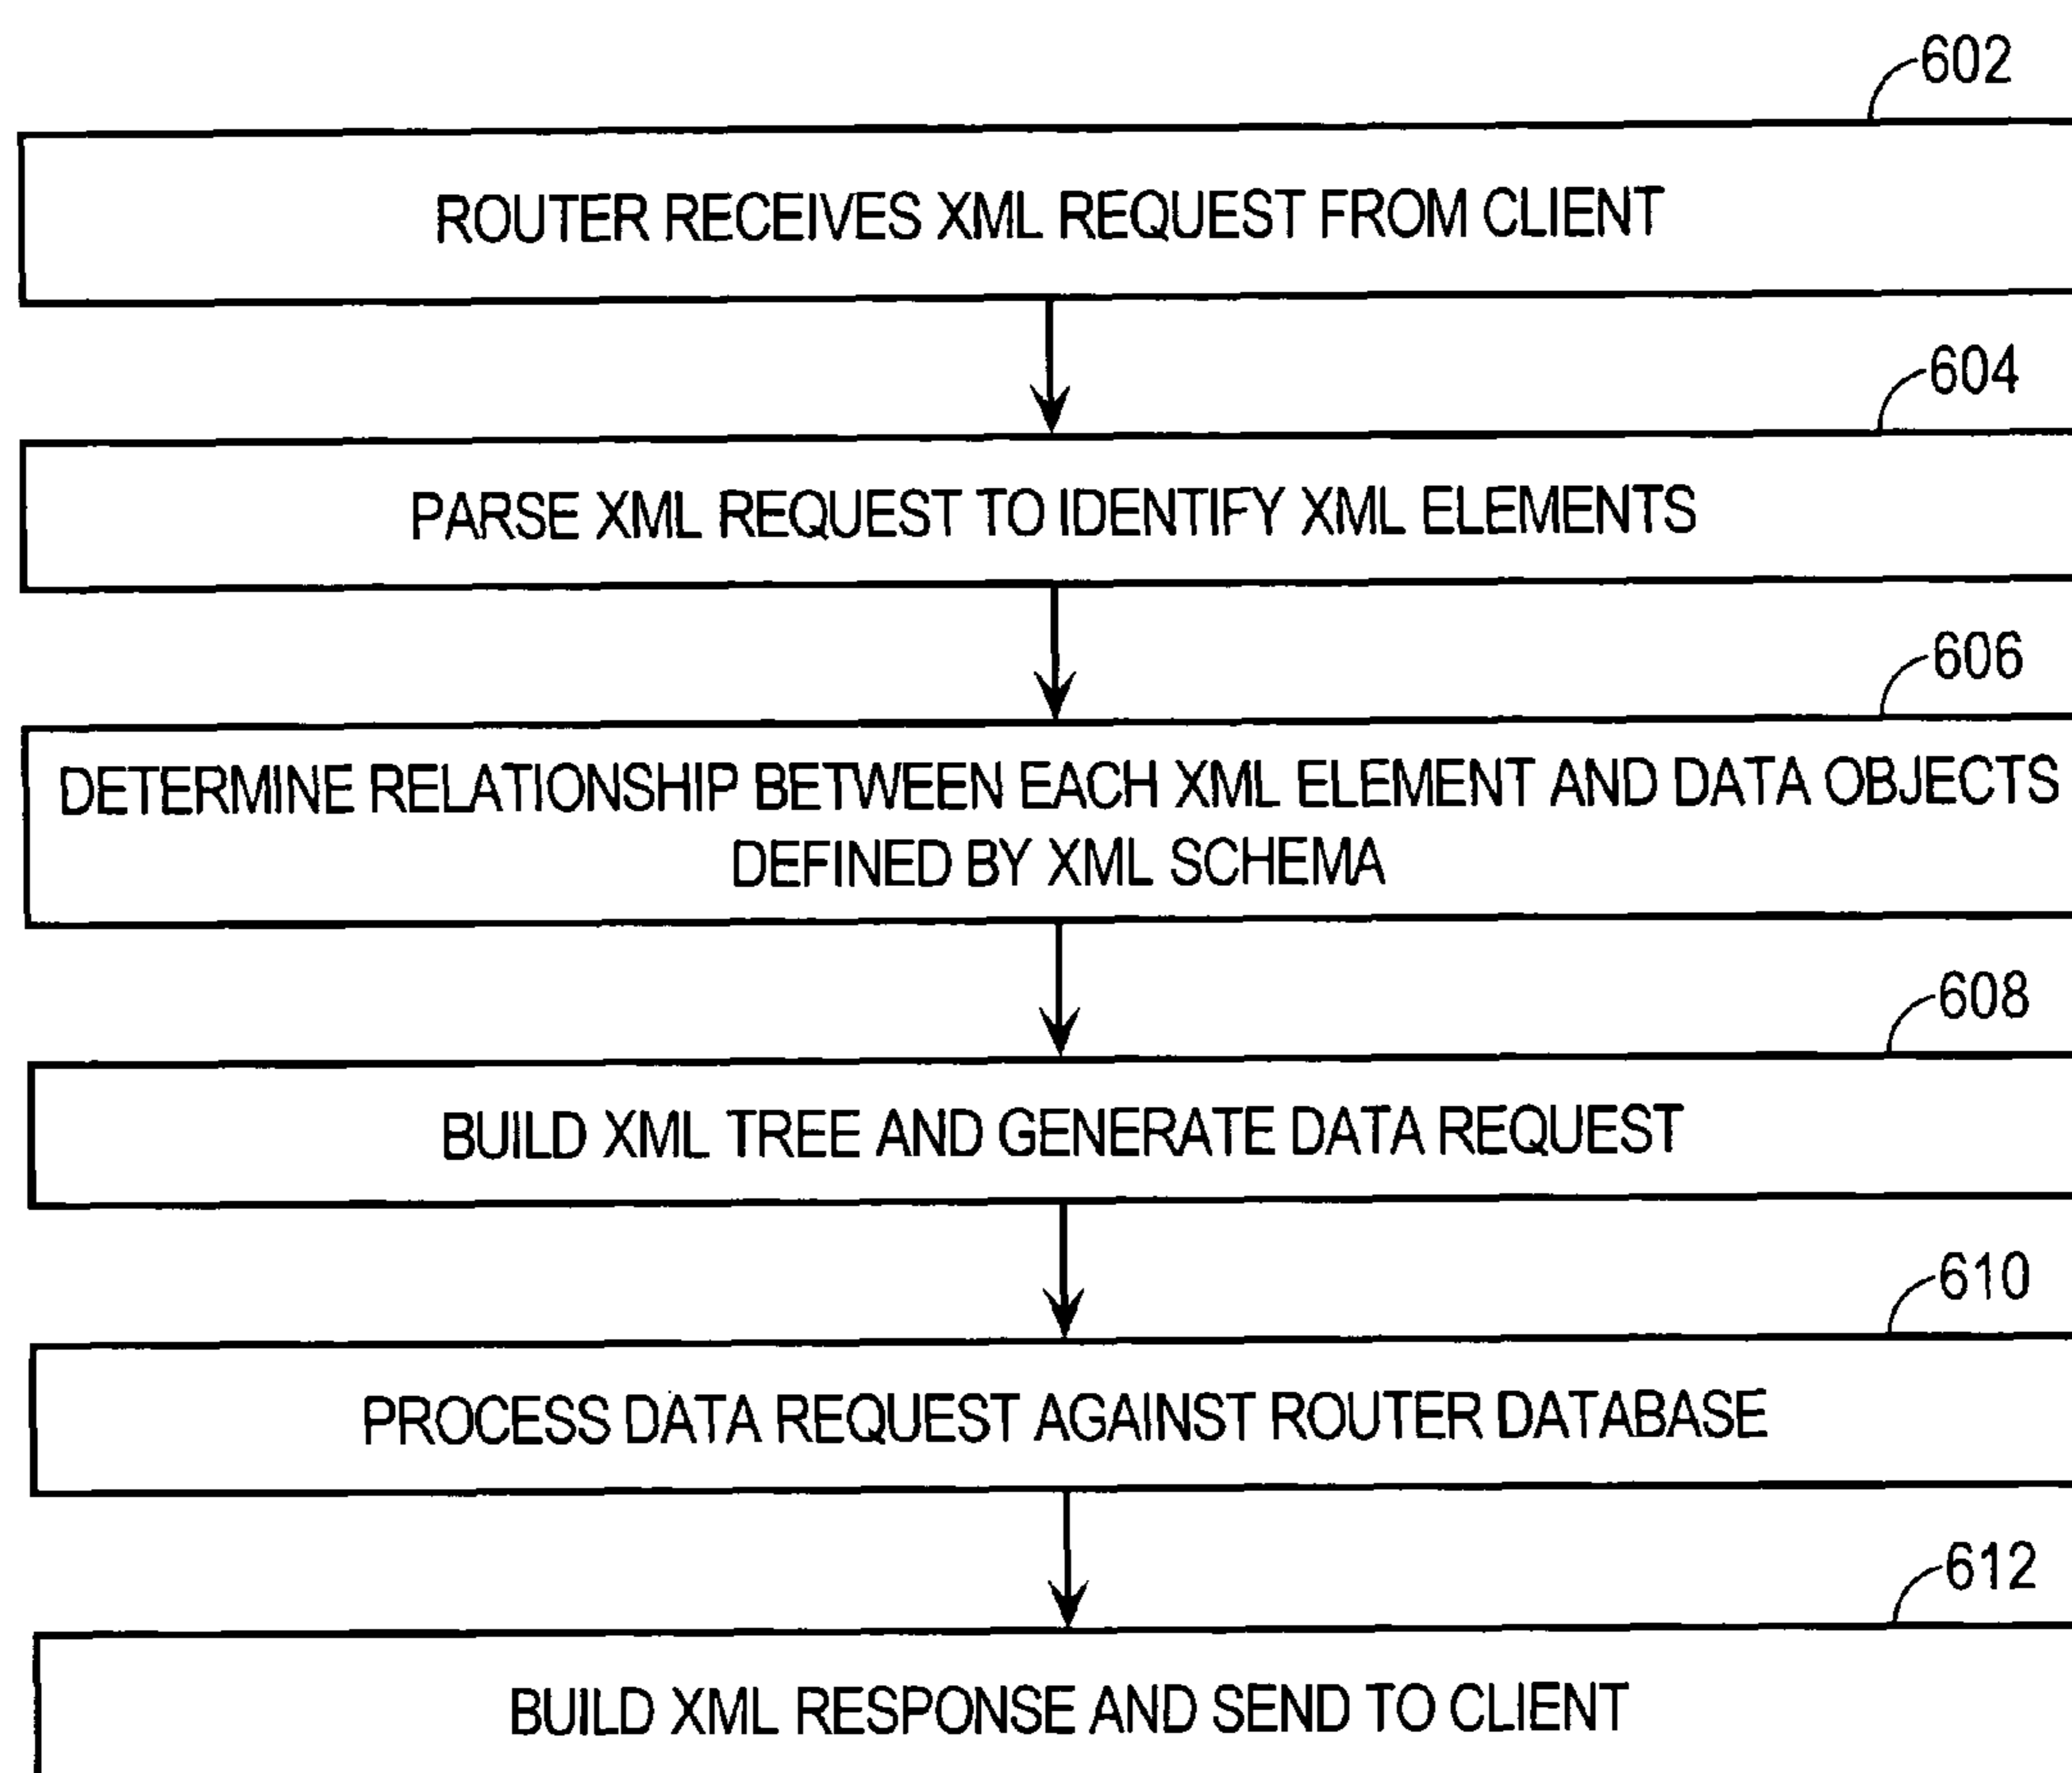 602
ROUTER RECEIVES XML REQUEST FROM CLIENT
604
PARSE XML REQUEST TO IDENTIFY XML ELEMENTS
606
DETERMINE RELATIONSHIP BETWEEN EACH XML ELEMENT AND DATA OBJECTS
DEFINED BY XML SCHEMA
608
BUILD XML TREE AND GENERATE DATA REQUEST
610
PROCESS DATA REQUEST AGAINST ROUTER DATABASE
612
BUILD XML RESPONSE AND SEND TO CLIENT